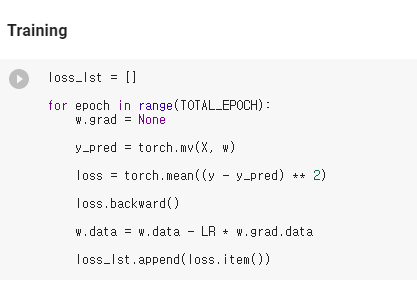 Training
loss_lst = []
for epoch in range(TOTAL_EPOCH):
w.grad = None
y_pred = torch.mv(X, w)
loss = torch.mean((y - y_pred) ** 2)
loss.backward()
w.data = w.data - LR * w.grad.data
loss_lst.append(loss.item())